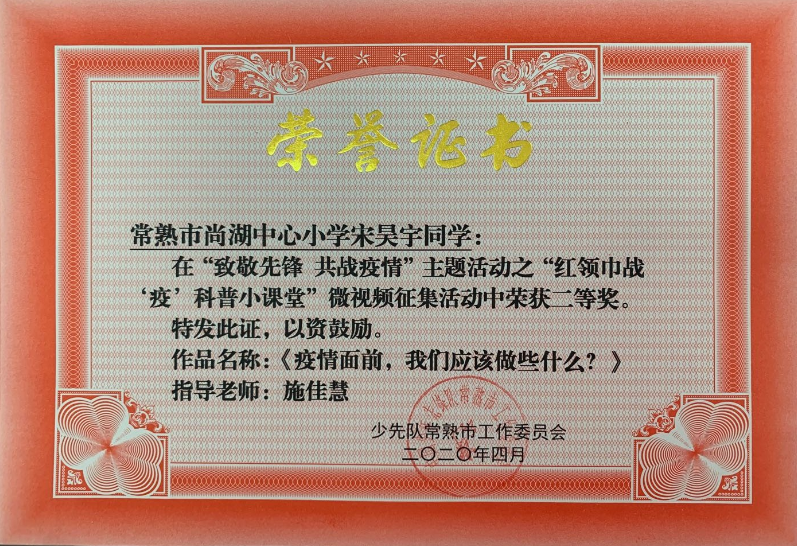 荣誉证书
常熟市尚湖中心小学宋昊宇同学：
在“致敬先锋 共战疫情”主题活动之“红领巾战
‘疫’科普小课堂”微视频征集活动中荣获二等奖。
特发此证，以资鼓励。
作品名称：《疫情面前，我们应该做些什么？》
指导老师：施佳慧
少先队常熟市工作委员会
二〇二〇年四月